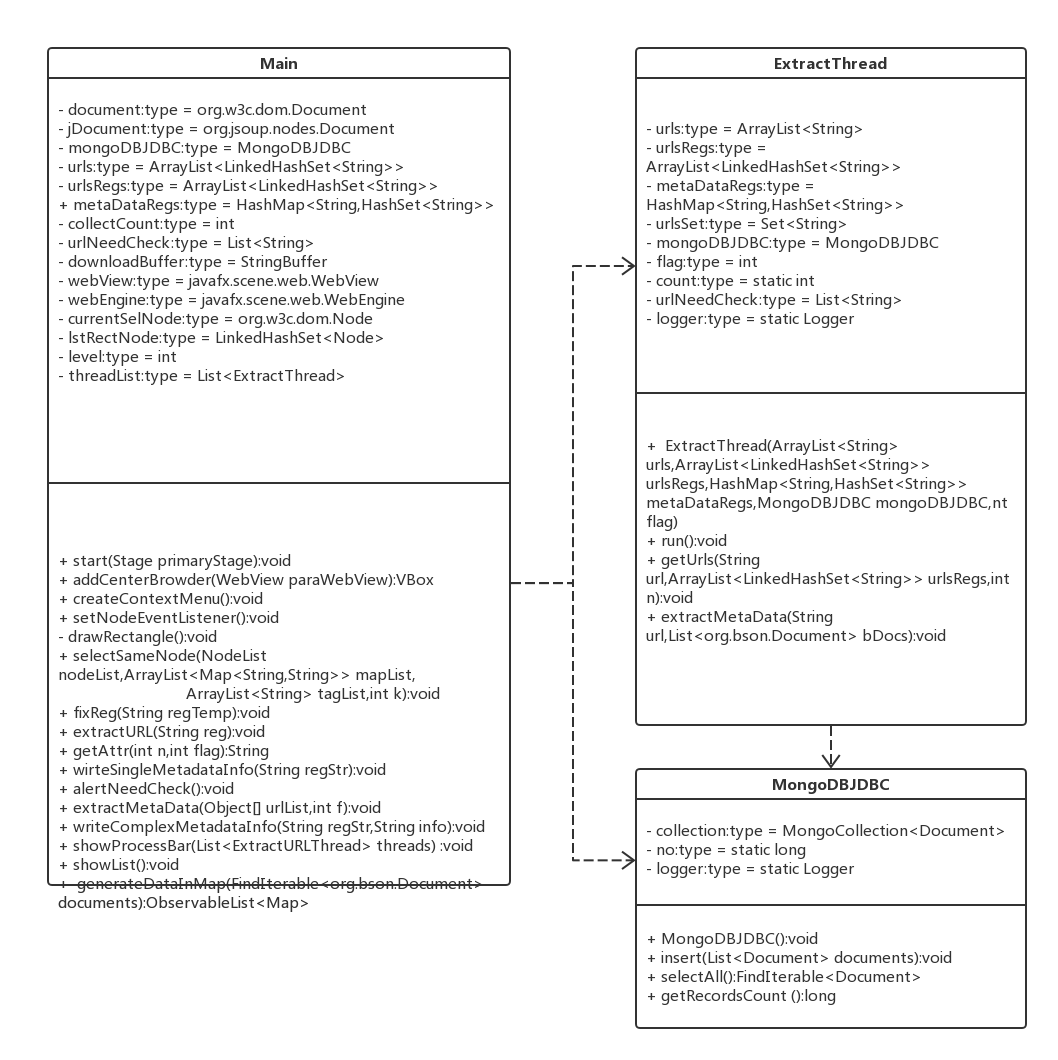 Main
- document:type = org.w3c.dom.Document
- jDocument:type = org.jsoup.nodes.Document
- mongoDBJDBC:type = MongoDBJDBC
- urls:type = ArrayList<LinkedHashSet<String>>
- urlsRegs:type = ArrayList<LinkedHashSet<String>>
+ metaDataRegs:type = HashMap<String,HashSet<String>>
- collectCount:type = int
- urlNeedCheck:type = List<String>
- downloadBuffer:type = StringBuffer
- webView:type = javafx.scene.web.WebView
- webEngine:type = javafx.scene.web.WebEngine
- currentSelNode:type = org.w3c.dom.Node
- lstRectNode:type = LinkedHashSet<Node>
- level:type = int
- threadList:type = List<ExtractThread>
+ start(Stage primaryStage):void
+ addCenterBrowder(WebView paraWebView):VBox
+ createContextMenu():void
+ setNodeEventListener():void
- drawRectangle():void
+ selectSameNode(NodeList
nodeList,ArrayList<Map<String,String>> mapList,
ArrayList<String> tagList,int k):void
+ fixReg(String regTemp):void
+ extractURL(String reg):void
+ getAttr(int n,int flag):String
+ wirteSingleMetadataInfo(String regStr):void
+ alertNeedCheck():void
+ extractMetaData(Object[] urlList,int f):void
+ writeComplexMetadataInfo(String regStr,String info):void
+ showProcessBar(List<ExtractURLThread> threads) :void
+ showList():void
+ generateDataInMap(FindIterable<org.bson.Document>
documents):ObservableList<Map>
ExtractThread
- urls:type = ArrayList<String>
- urlsRegs:type =
ArrayList<LinkedHashSet<String>>
- metaDataRegs:type =
HashMap<String,HashSet<String>>
- urlsSet:type = Set<String>
- mongoDBJDBC:type = MongoDBJDBC
- flag:type = int
- count:type = static int
- urlNeedCheck:type = List<String>
- logger:type = static Logger
+ ExtractThread(ArrayList<String>
urls,ArrayList<LinkedHashSet<String>>
urlsRegs,HashMap<String,HashSet<String>>
metaDataRegs,MongoDBJDBC mongoDBJDBC,nt
flag)
+ run():void
+ getUrls(String
url,ArrayList<LinkedHashSet<String>> urlsRegs,int
n):void
+ extractMetaData(String
url,List<org.bson.Document> bDocs):void
MongoDBJDBC
- collection:type = MongoCollection<Document>
- no:type = static long
- logger:type = static Logger
+ MongoDBJDBC():void
+ insert(List<Document> documents):void
+ selectAll():FindIterable<Document>
+ getRecordsCount ():long